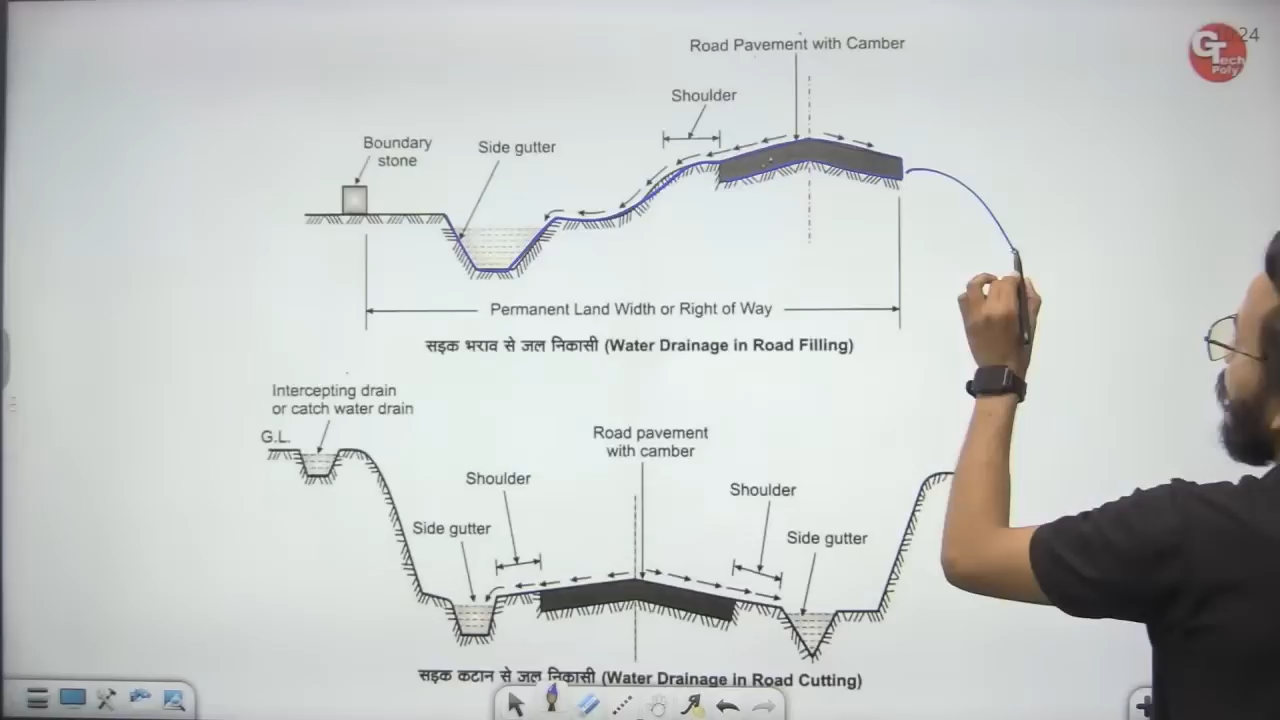 Road Pavement with Camber
GTech
Poly
24
Shoulder
Boundary
stone
Side gutter
Permanent Land Width or Right of Way
सड़क भराव से जल निकासी (Water Drainage in Road Filling)
Intercepting drain
or catch water drain
G.L.
Road pavement
with camber
Shoulder
Shoulder
Side gutter
Side gutter
सड़क कटान से जल निकासी (Water Drainage in Road Cutting)